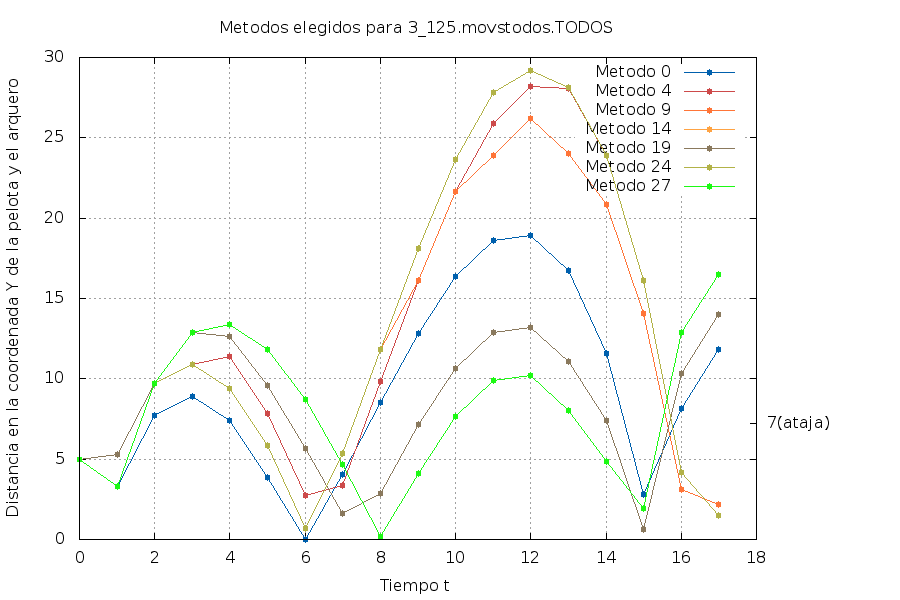 Metodos elegidos para 3_125.movstodos.TODOS
Distancia en la coordenada Y de la pelota y el arquero
30
25
20
15
10
5
0
Metodo 0
Metodo 4
Metodo 9
Metodo 14
Metodo 19
Metodo 24
Metodo 27
7(ataja)
0 2 4 6 8 10 12 14 16 18
Tiempo t